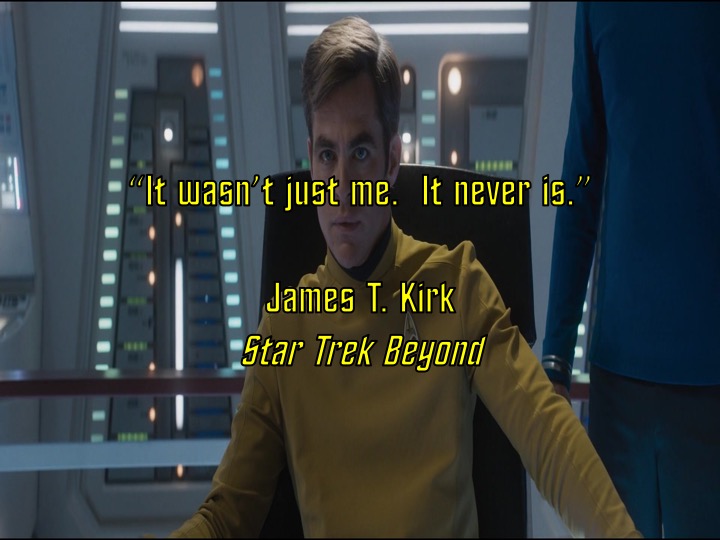 “It wasn’t just me.  It never is.”
James T. Kirk
Star Trek Beyond